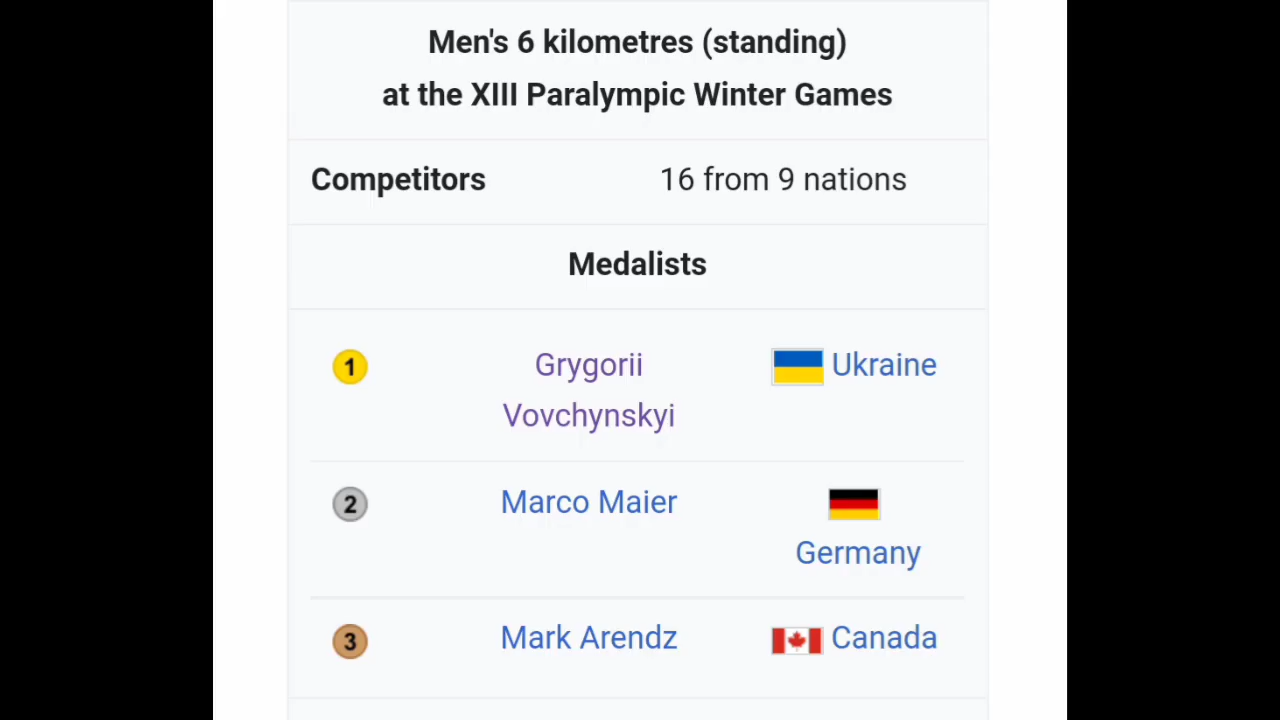 Men's 6 kilometres (standing)
at the XIII Paralympic Winter Games
Competitors 16 from 9 nations
Medalists
1 Grygorii Vovchynskyi Ukraine
2 Marco Maier Germany
3 Mark Arendz Canada